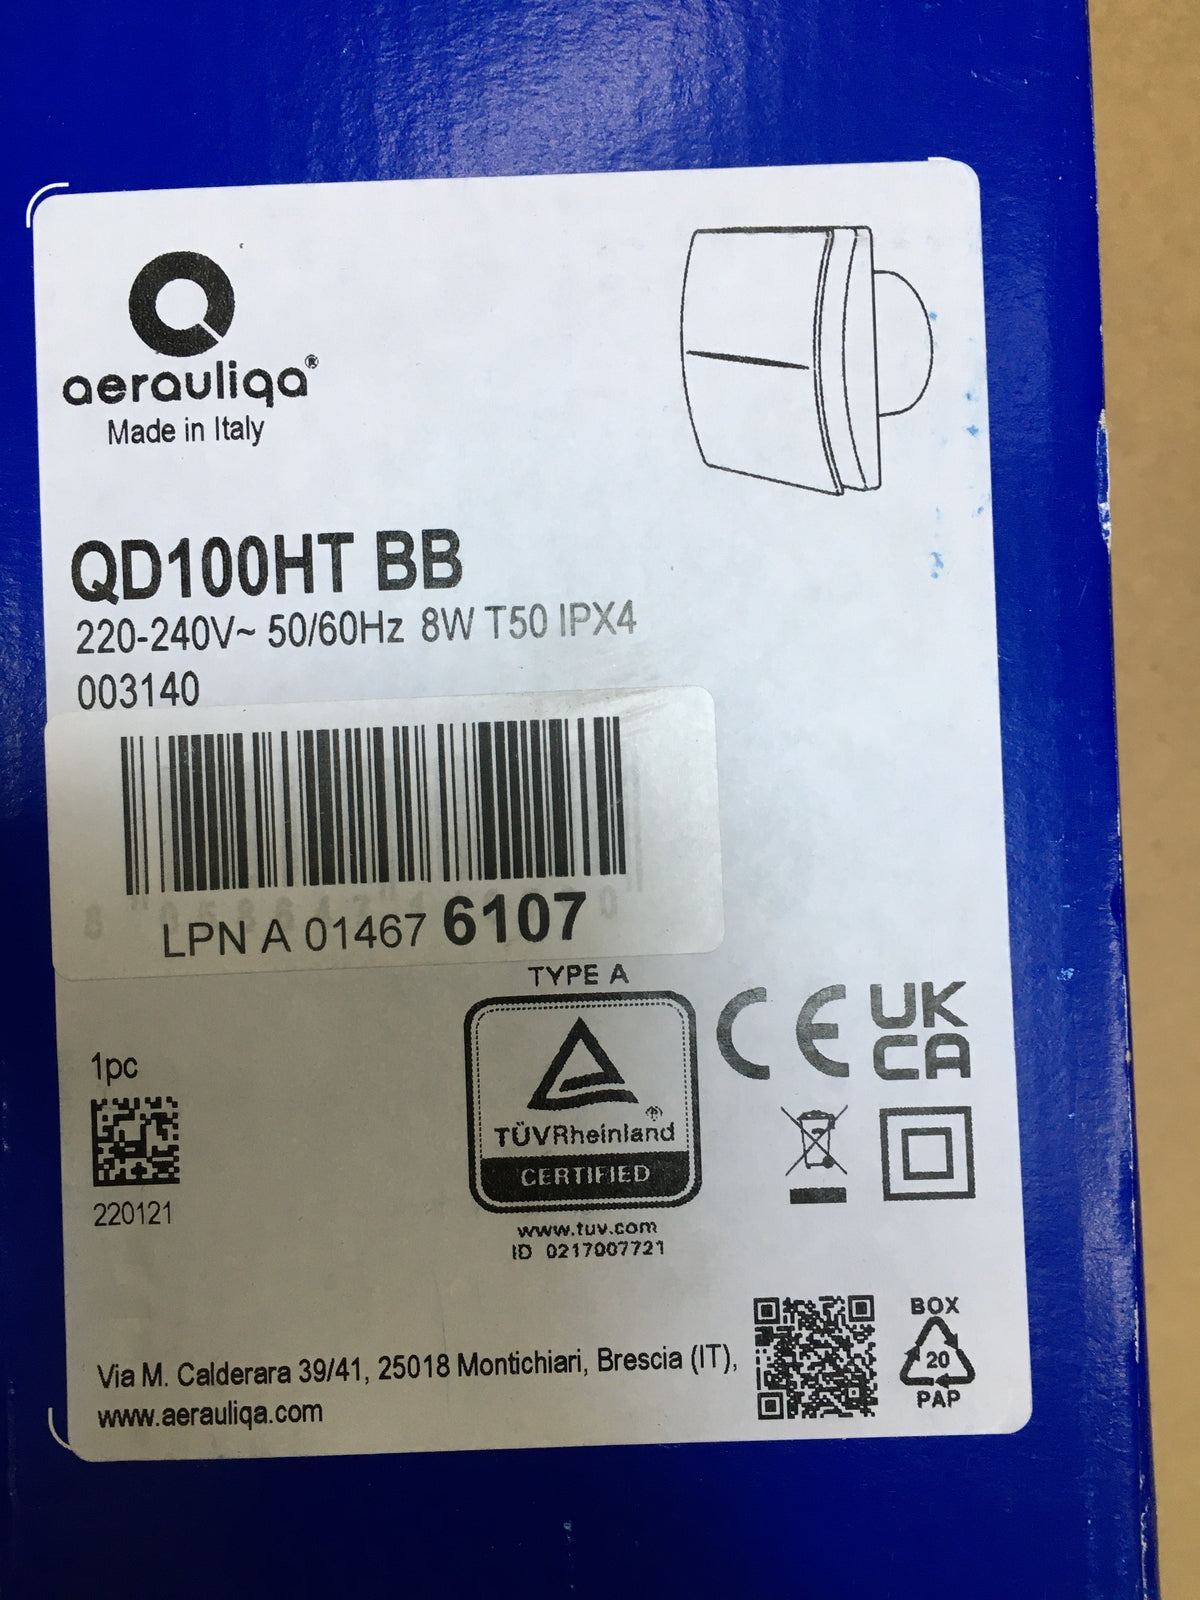 aerauliqa®
Made in Italy
QD100HT BB
220-240V~ 50/60Hz 8W T50 IPX4
003140
LPN A 01467 6107
TYPE A
CE
UK
CA
1pc
220121
TÜVRheinland®
CERTIFIED
www.tuv.com
ID 0217007721
BOX
20
PAP
Via M. Calderara 39/41, 25018 Montichiari, Brescia (IT),
www.aerauliqa.com